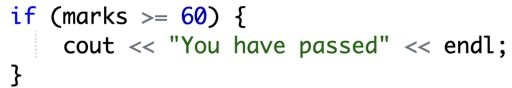 if (marks >= 60) {
    cout << "You have passed" << endl;
}